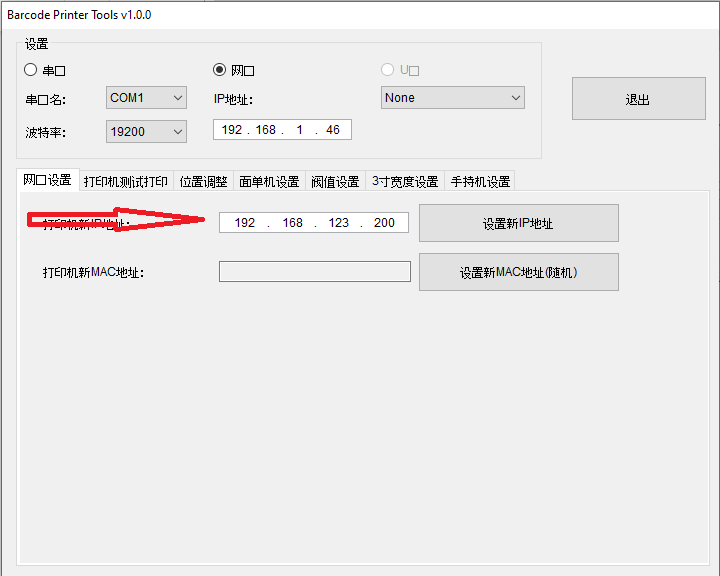 Barcode Printer Tools v1.0.0
设置
串口 网口 U口
串口名: COM1 IP地址: None 退出
波特率: 19200 192 . 168 . 1 . 46
网口设置 打印机测试打印 位置调整 面单机设置 阀值设置 3寸宽度设置 手持机设置
打印机新IP地址: 192 . 168 . 123 . 200 设置新IP地址
打印机新MAC地址: 设置新MAC地址(随机)